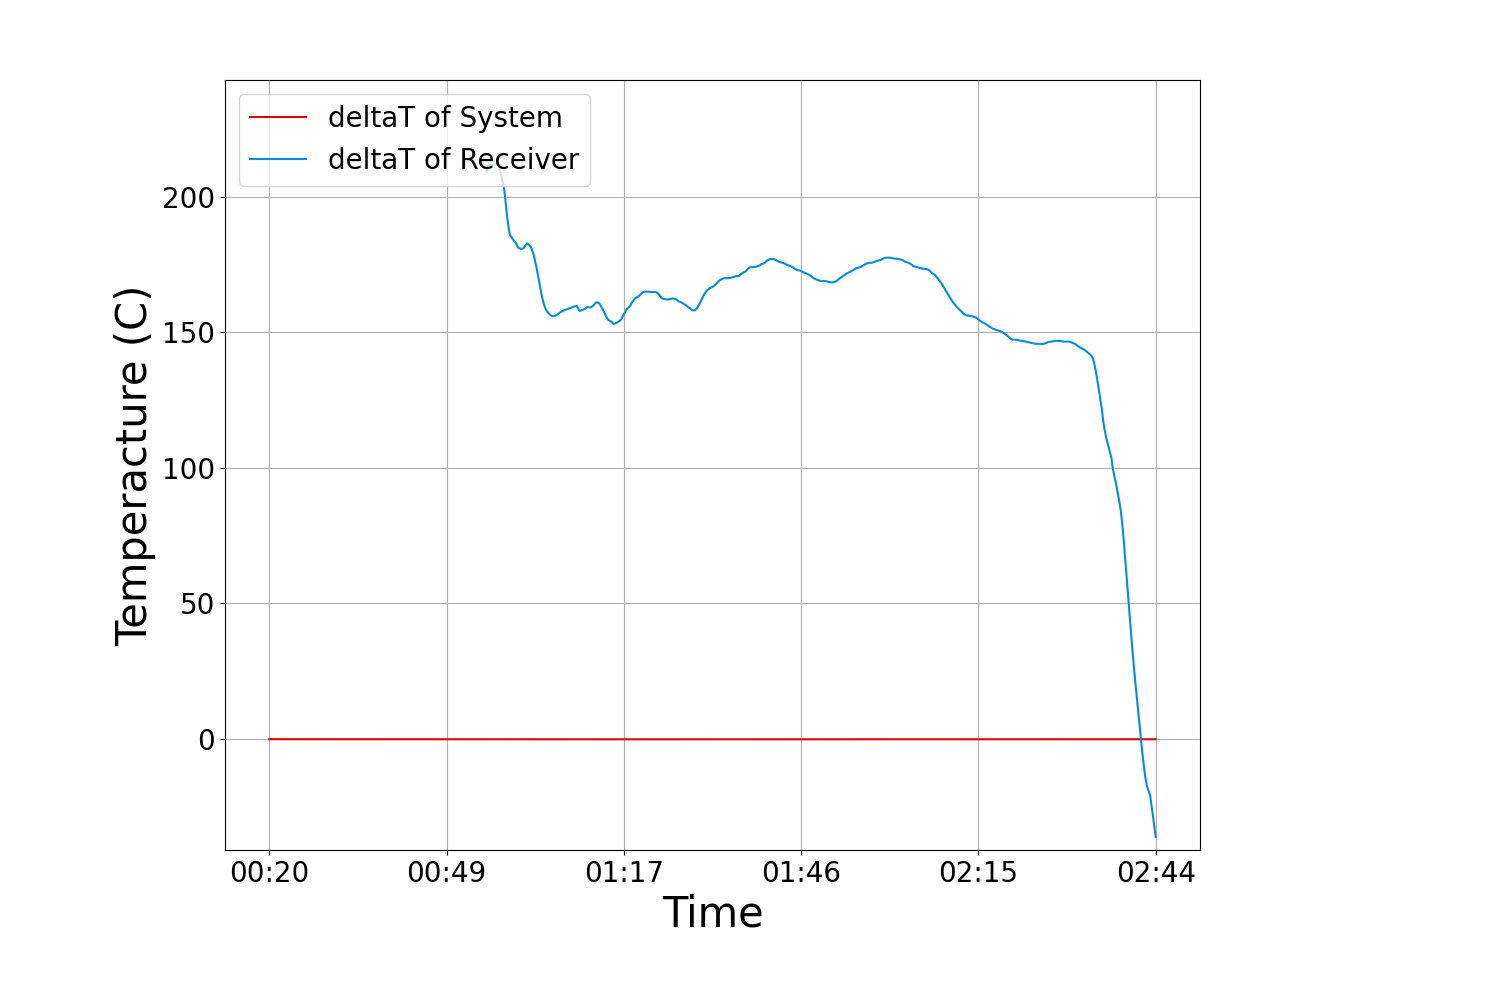 deltaT of System
deltaT of Receiver
200
150
100
50
0
Temperacture (C)
00:20 00:49 01:17 01:46 02:15 02:44
Time